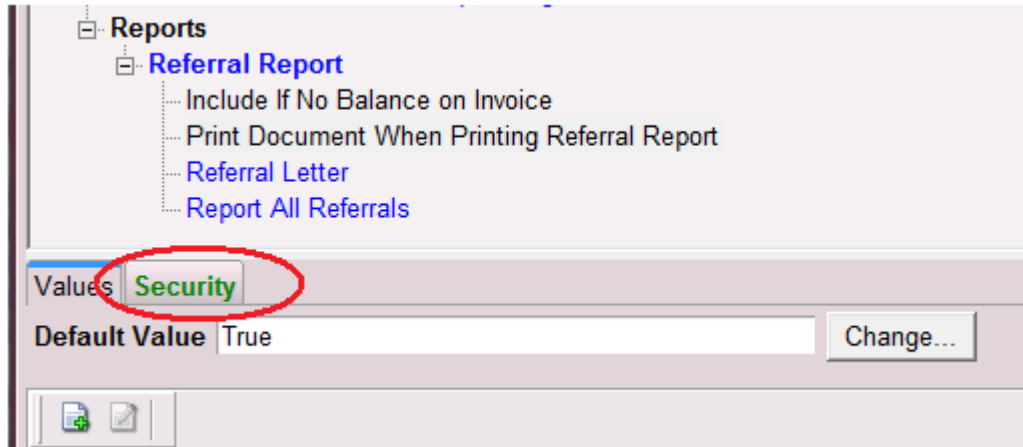 Reports
Referral Report
Include If No Balance on Invoice
Print Document When Printing Referral Report
Referral Letter
Report All Referrals
Values Security
Default Value True Change...